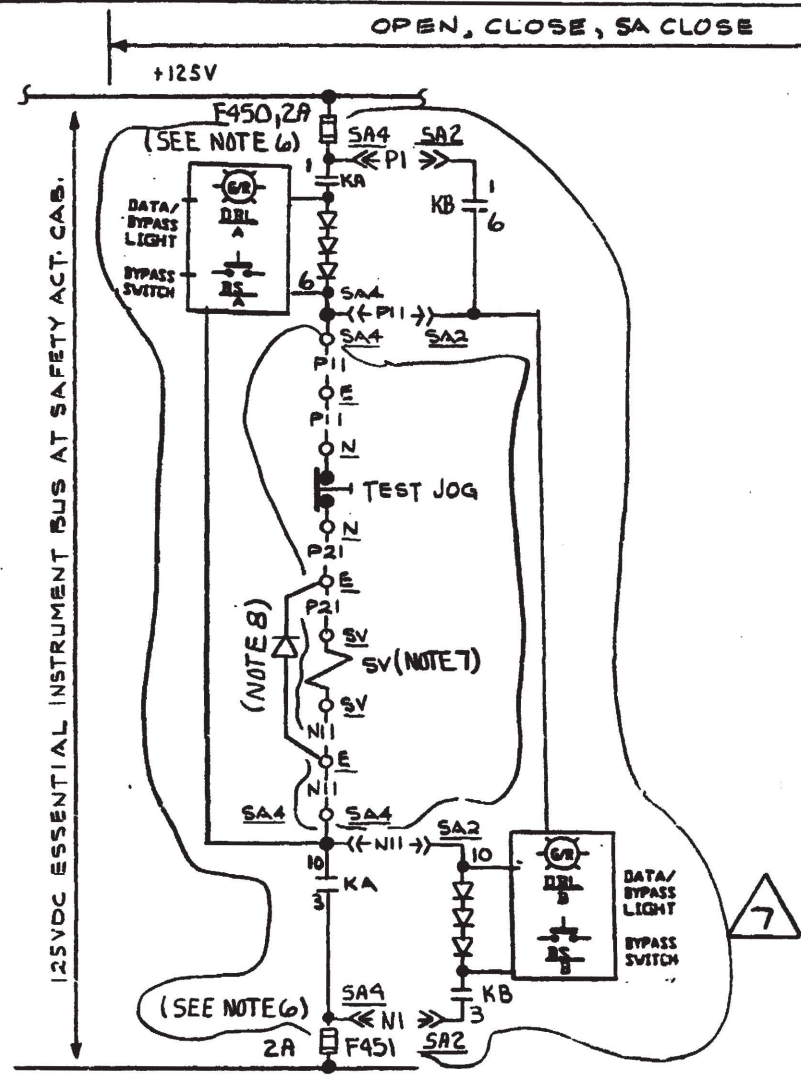 OPEN, CLOSE, SA CLOSE
+125V
F450, 2A
(SEE NOTE 6)
SA4 SA2
P1
1 KA
1
KB
6
G/R
DBL
A
DATA/
BYPASS
LIGHT
BYPASS
SWITCH
BS
A
6
SA4
P11
SA4 SA2
P11
E
P11
N
TEST JOG
N
P21
E
P21
SV
SV (NOTE 7)
(NOTE 8)
SV
N11
E
N11
SA4 SA4
N11 SA2
10 10
KA
3
G/R
DBL
B
DATA/
BYPASS
LIGHT
BS
B
BYPASS
SWITCH
7
KB
3
(SEE NOTE 6)
SA4
N1
SA2
2A F451
125VDC ESSENTIAL INSTRUMENT BUS AT SAFETY ACT. CAB.